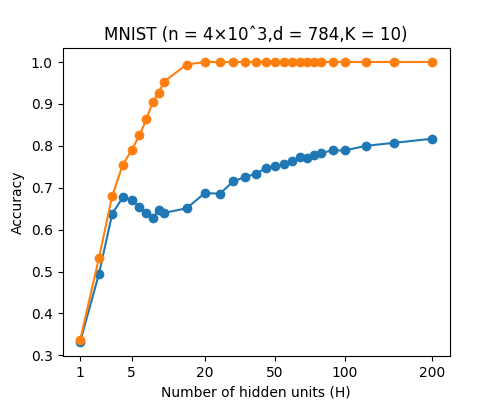 MNIST (n = 4×10ˆ3,d = 784,K = 10)
1.0
0.9
0.8
0.7
0.6
0.5
0.4
0.3
Accuracy
1 5 20 50 100 200
Number of hidden units (H)